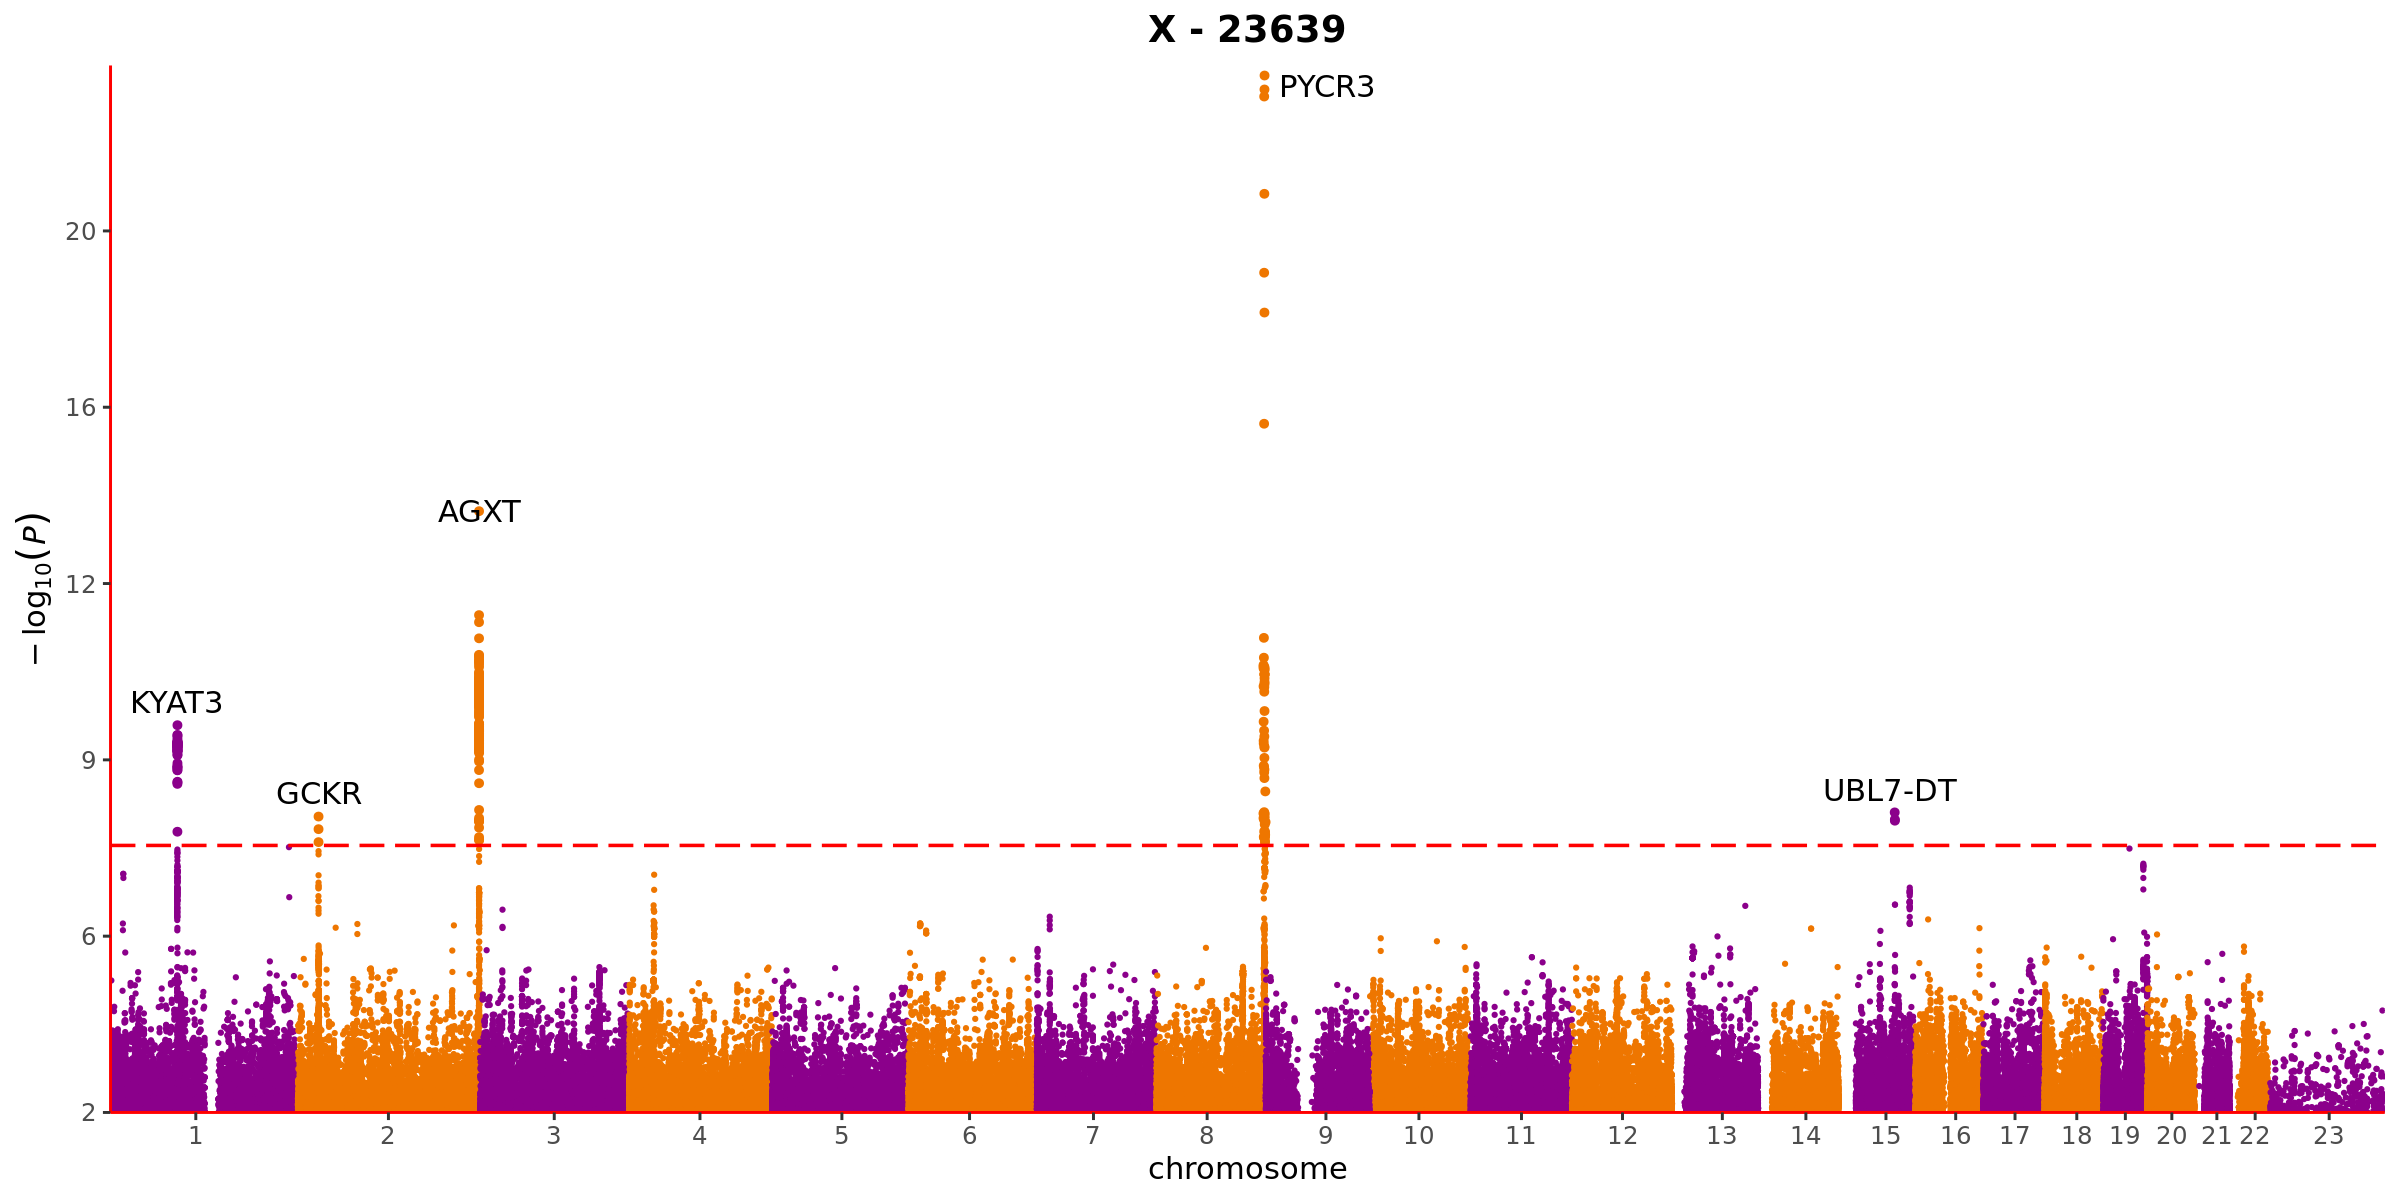 X - 23639
PYCR3
20
16
AGXT
− log10(P)
12
KYAT3
9
GCKR
UBL7-DT
6
2
1 2 3 4 5 6 7 8 9 10 11 12 13 14 15 16 17 18 19 20 21 22 23
chromosome